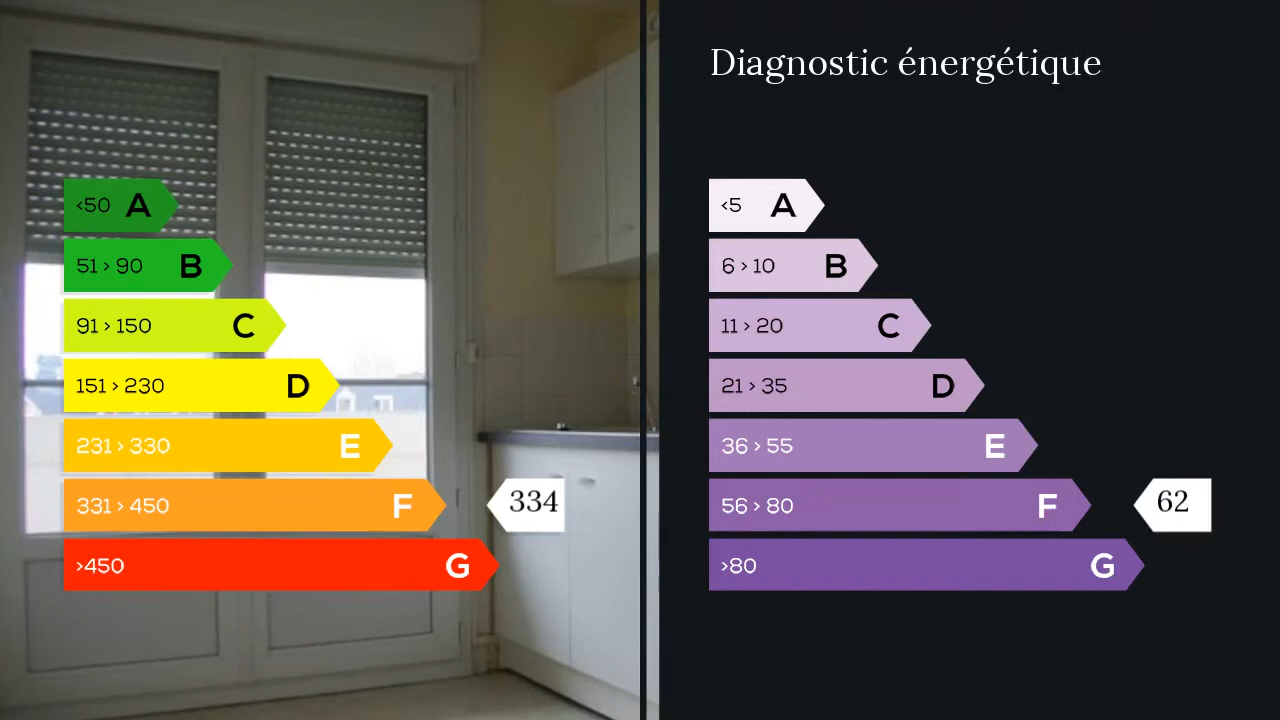 Diagnostic énergétique
<50 A
51 > 90 B
91 > 150 C
151 > 230 D
231 > 330 E
331 > 450 F
334
>450 G
<5 A
6 > 10 B
11 > 20 C
21 > 35 D
36 > 55 E
56 > 80 F
62
>80 G